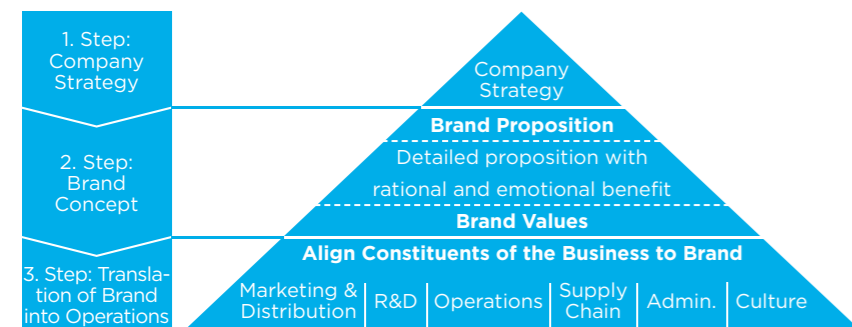 1. Step:
Company
Strategy
2. Step:
Brand
Concept
3. Step: Transla-
tion of Brand
into Operations
Company
Strategy
Brand Proposition
Detailed proposition with
rational and emotional benefit
Brand Values
Align Constituents of the Business to Brand
Marketing &
Distribution
R&D
Operations
Supply
Chain
Admin.
Culture